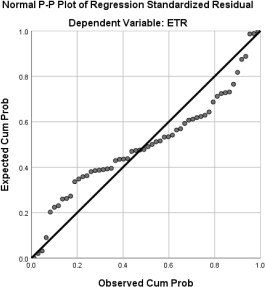 Normal P-P Plot of Regression Standardized Residual
Dependent Variable: ETR
Expected Cum Prob
1.0
0.8
0.6
0.4
0.2
0.0
0.0 0.2 0.4 0.6 0.8 1.0
Observed Cum Prob